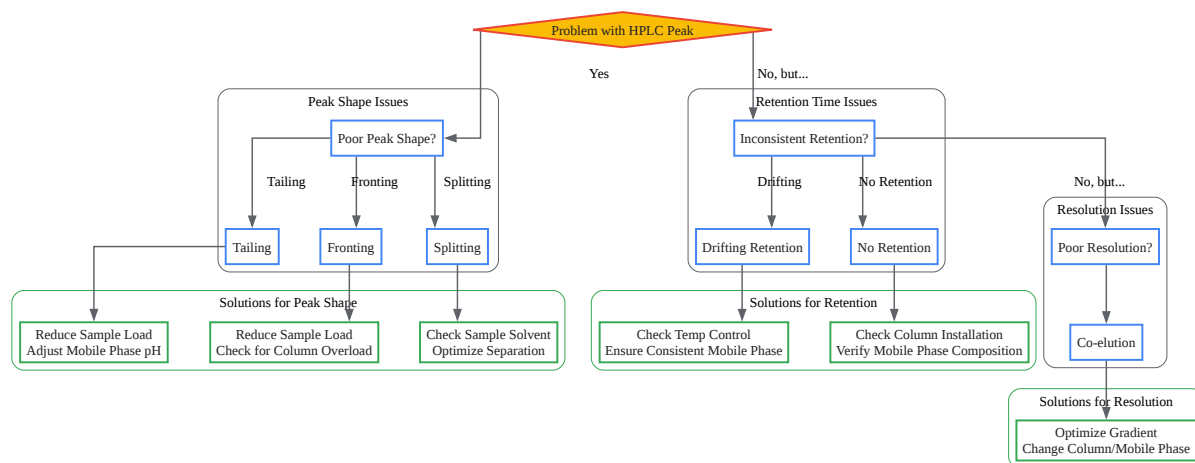 Problem with HPLC Peak
Yes
No, but...
Peak Shape Issues
Retention Time Issues
Poor Peak Shape?
Inconsistent Retention?
Tailing
Fronting
Splitting
Drifting
No Retention
No, but...
Resolution Issues
Tailing
Fronting
Splitting
Drifting Retention
No Retention
Poor Resolution?
Solutions for Peak Shape
Solutions for Retention
Reduce Sample Load
Adjust Mobile Phase pH
Reduce Sample Load
Check for Column Overload
Check Sample Solvent
Optimize Separation
Check Temp Control
Ensure Consistent Mobile Phase
Check Column Installation
Verify Mobile Phase Composition
Co-elution
Solutions for Resolution
Optimize Gradient
Change Column/Mobile Phase